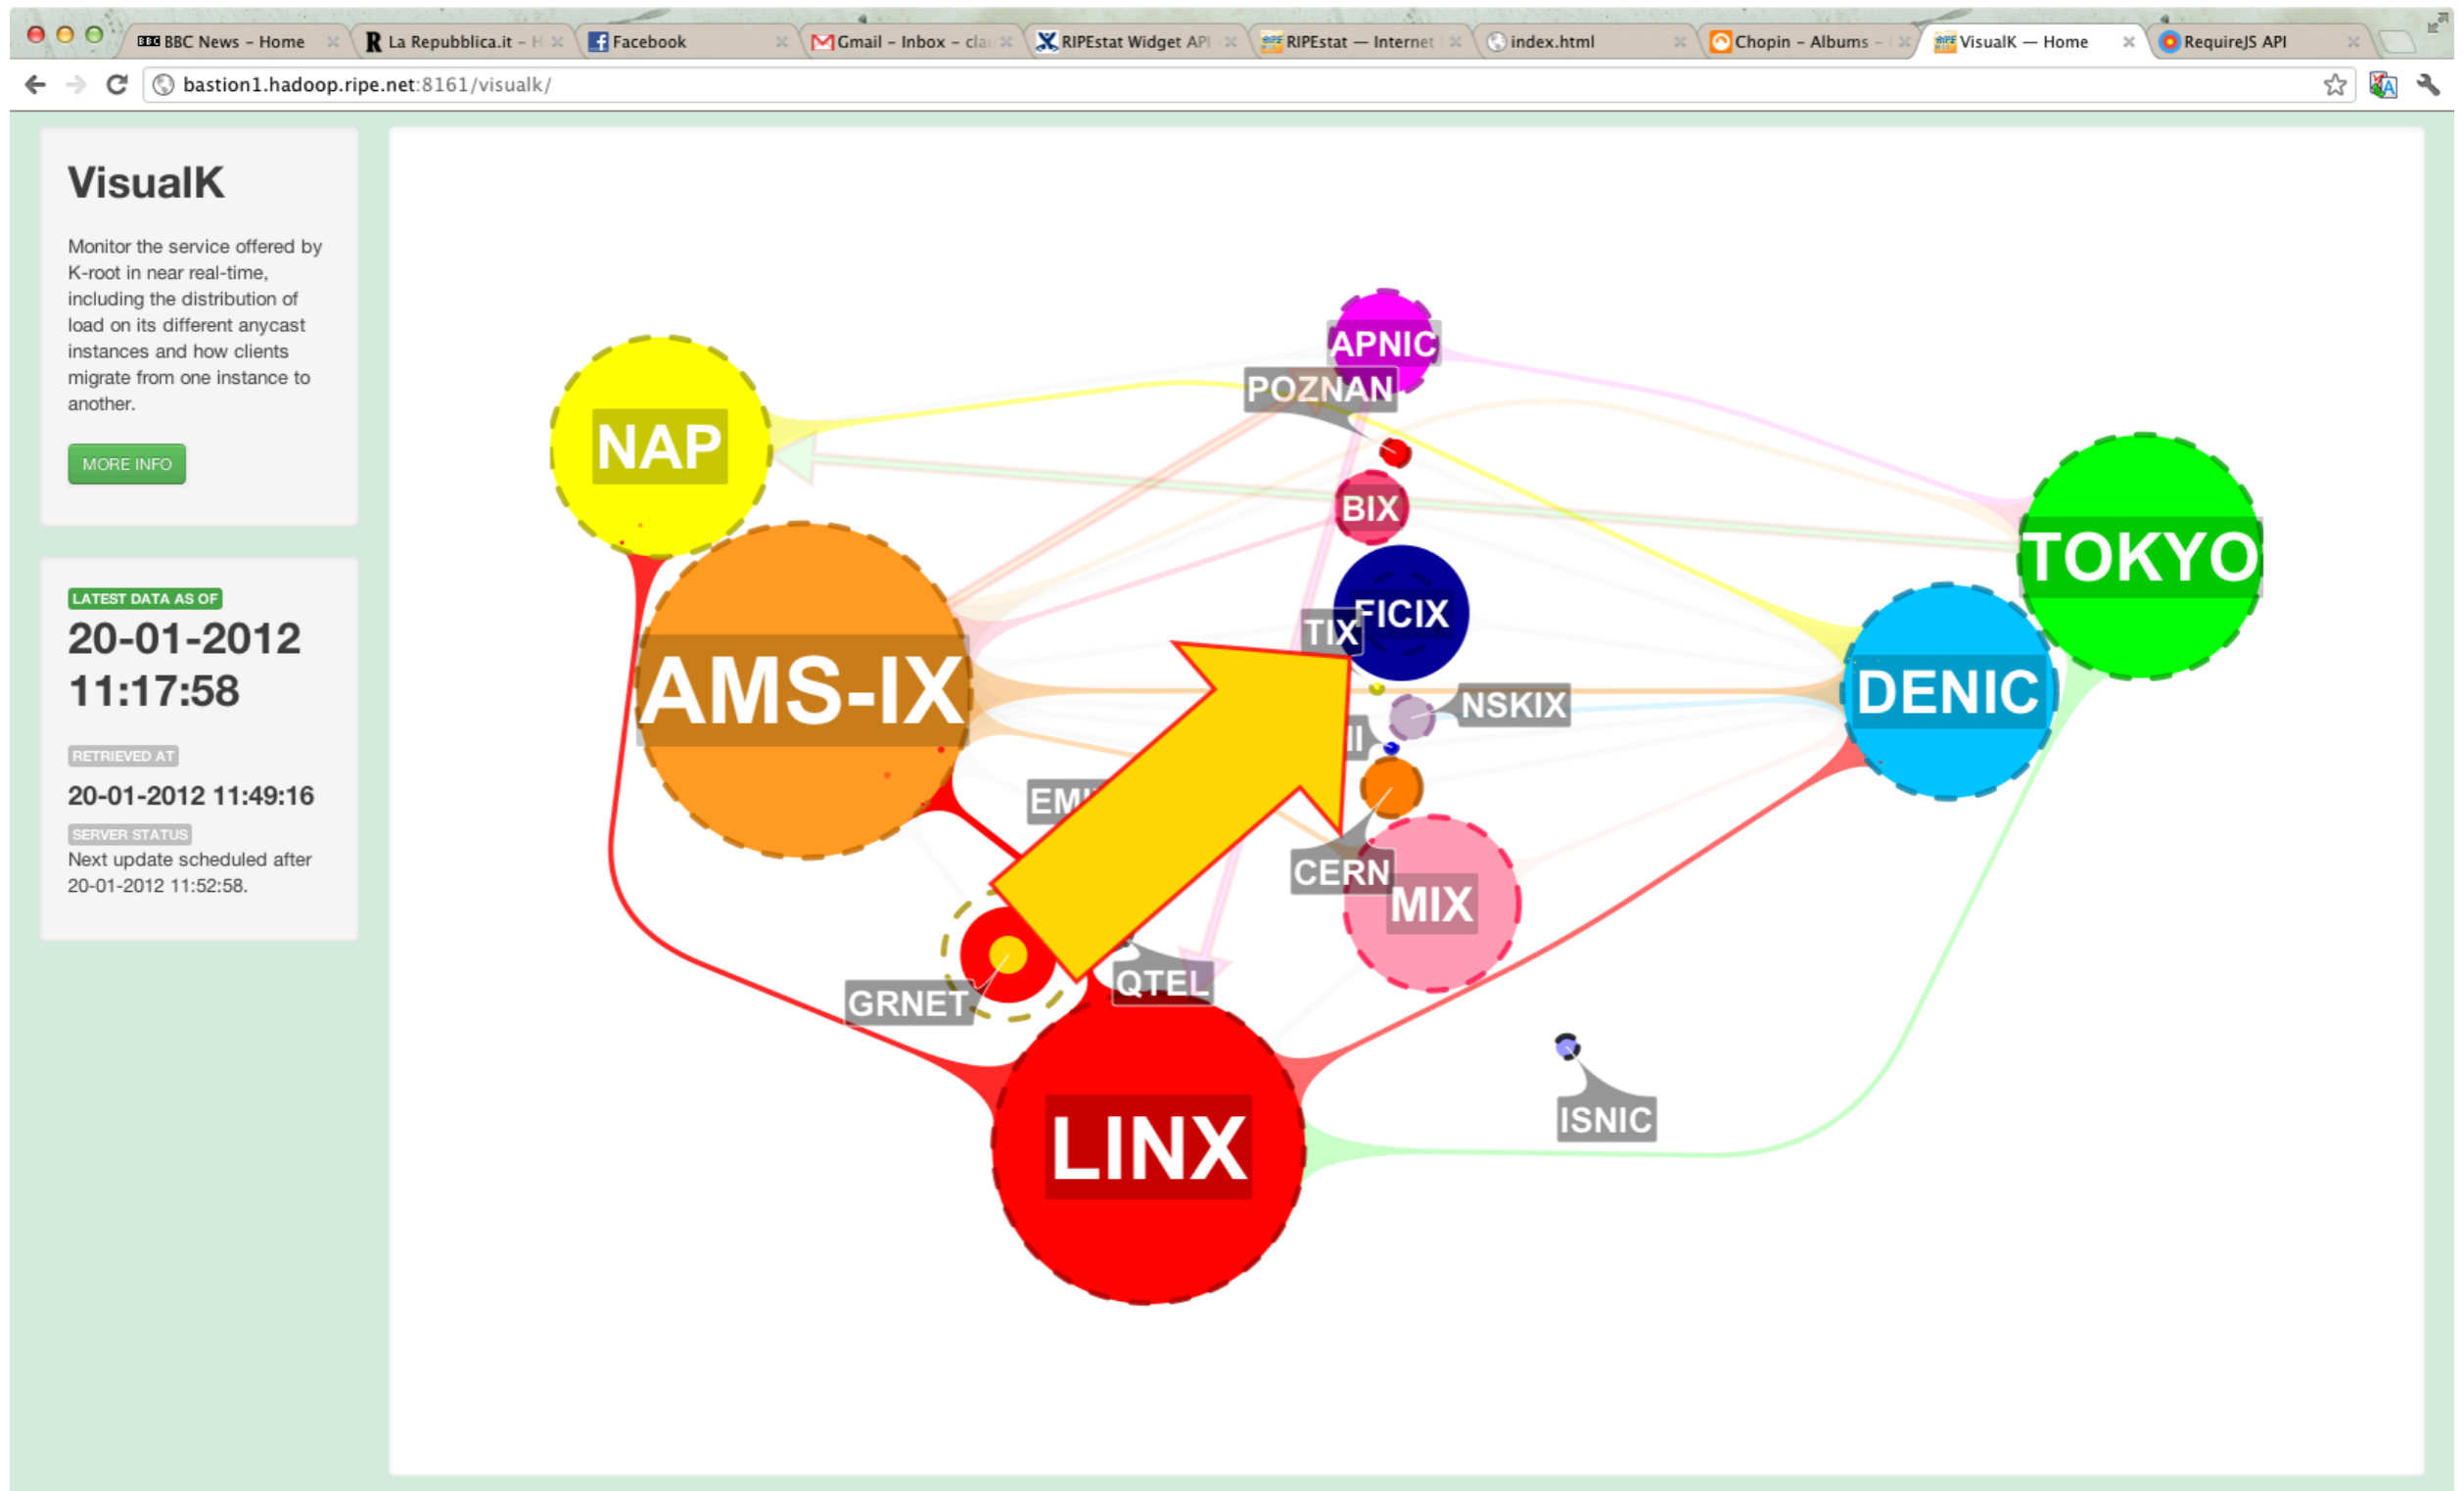 BBC BBC News – Home
R La Repubblica.it – H
f Facebook
Gmail – Inbox – cla
RIPEstat Widget API
RIPE RIPEstat — Internet
index.html
Chopin – Albums –
RIPE VisualK — Home
RequireJS API
bastion1.hadoop.ripe.net:8161/visualk/
VisualK
Monitor the service offered by
K-root in near real-time,
including the distribution of
load on its different anycast
instances and how clients
migrate from one instance to
another.
MORE INFO
LATEST DATA AS OF
20-01-2012
11:17:58
RETRIEVED AT
20-01-2012 11:49:16
SERVER STATUS
Next update scheduled after
20-01-2012 11:52:58.
APNIC
POZNAN
NAP
BIX
TOKYO
FICIX
TIX
AMS-IX
DENIC
NSKIX
CERN
MIX
QTEL
GRNET
ISNIC
LINX